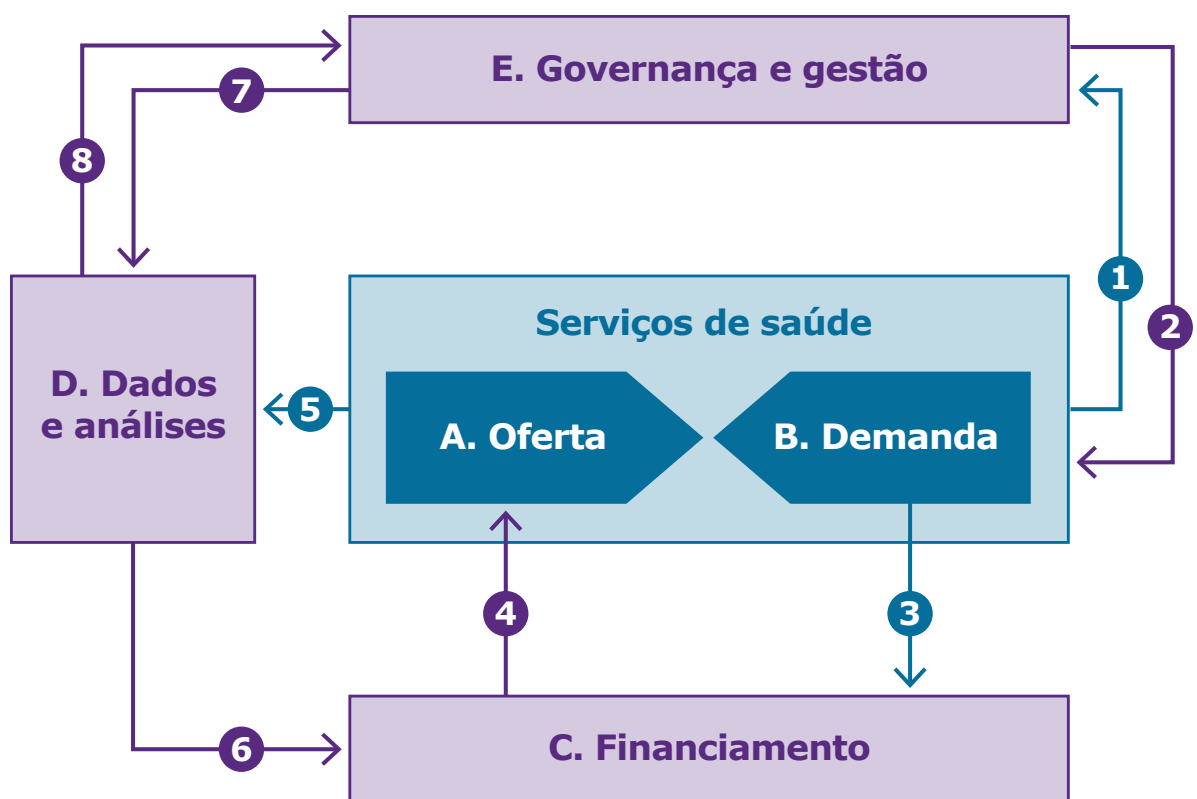 E. Governança e gestão
7
8
1
2
Serviços de saúde
D. Dados
e análises
5
A. Oferta
B. Demanda
4
3
6
C. Financiamento